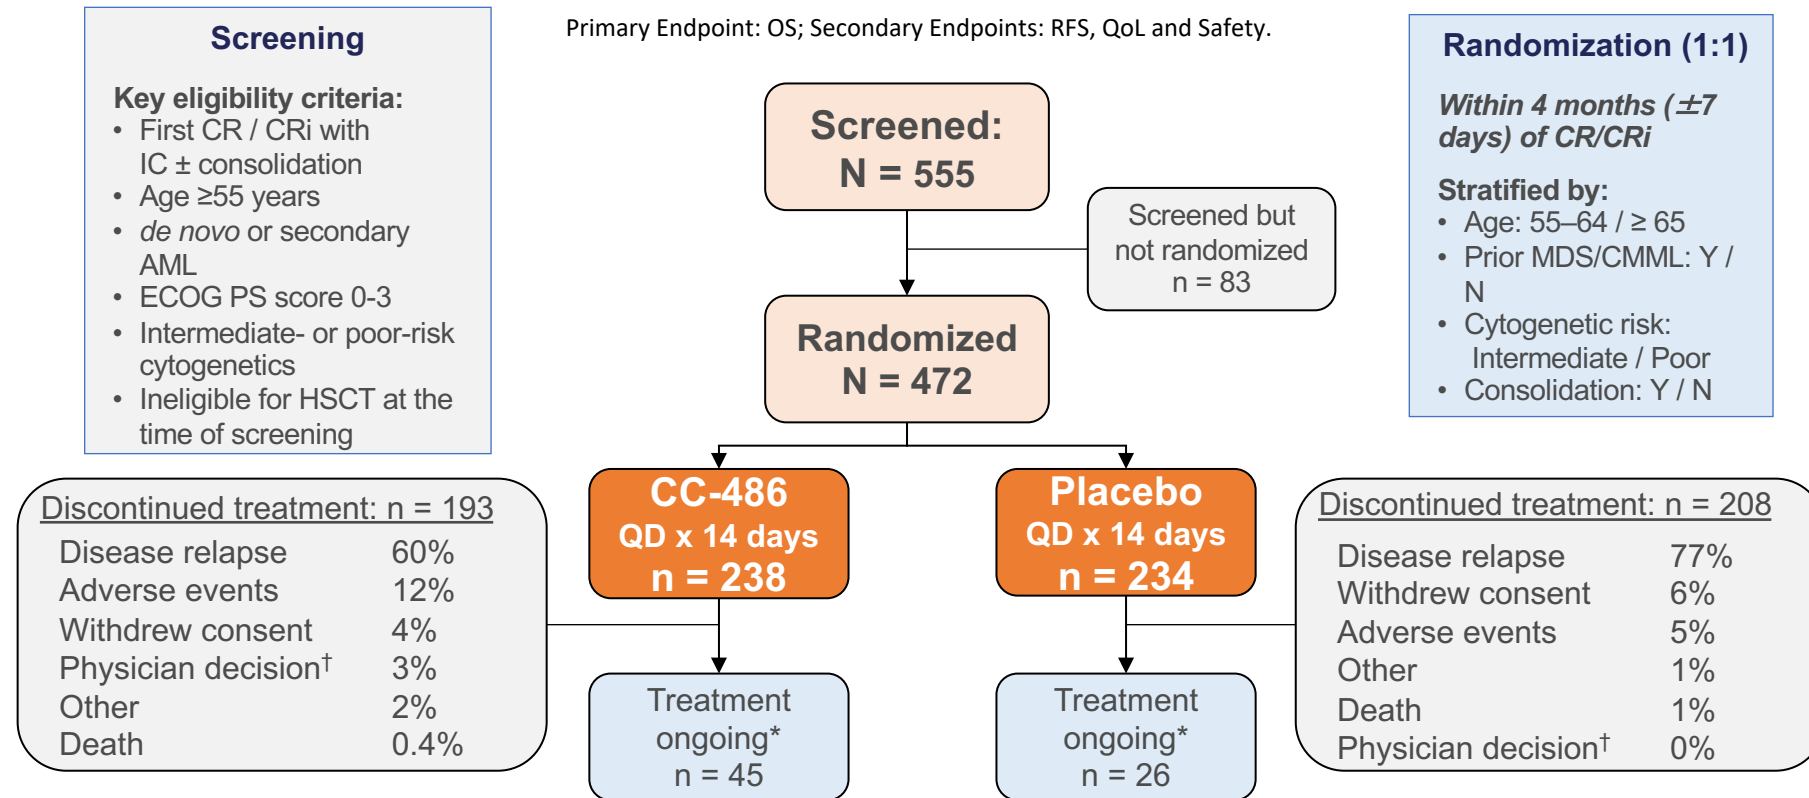 Primary Endpoint: OS; Secondary Endpoints: RFS, QoL and Safety.
Screening
Key eligibility criteria:
• First CR / CRi with
IC ± consolidation
• Age ≥55 years
• de novo or secondary
AML
• ECOG PS score 0-3
• Intermediate- or poor-risk
cytogenetics
• Ineligible for HSCT at the
time of screening
Screened:
N = 555
Screened but
not randomized
n = 83
Randomized
N = 472
Randomization (1:1)
Within 4 months (±7
days) of CR/CRi
Stratified by:
• Age: 55–64 / ≥ 65
• Prior MDS/CMML: Y /
N
• Cytogenetic risk:
Intermediate / Poor
• Consolidation: Y / N
Discontinued treatment: n = 193
Disease relapse 60%
Adverse events 12%
Withdrew consent 4%
Physician decision† 3%
Other 2%
Death 0.4%
CC-486
QD x 14 days
n = 238
Treatment
ongoing*
n = 45
Placebo
QD x 14 days
n = 234
Treatment
ongoing*
n = 26
Discontinued treatment: n = 208
Disease relapse 77%
Withdrew consent 6%
Adverse events 5%
Other 1%
Death 1%
Physician decision† 0%